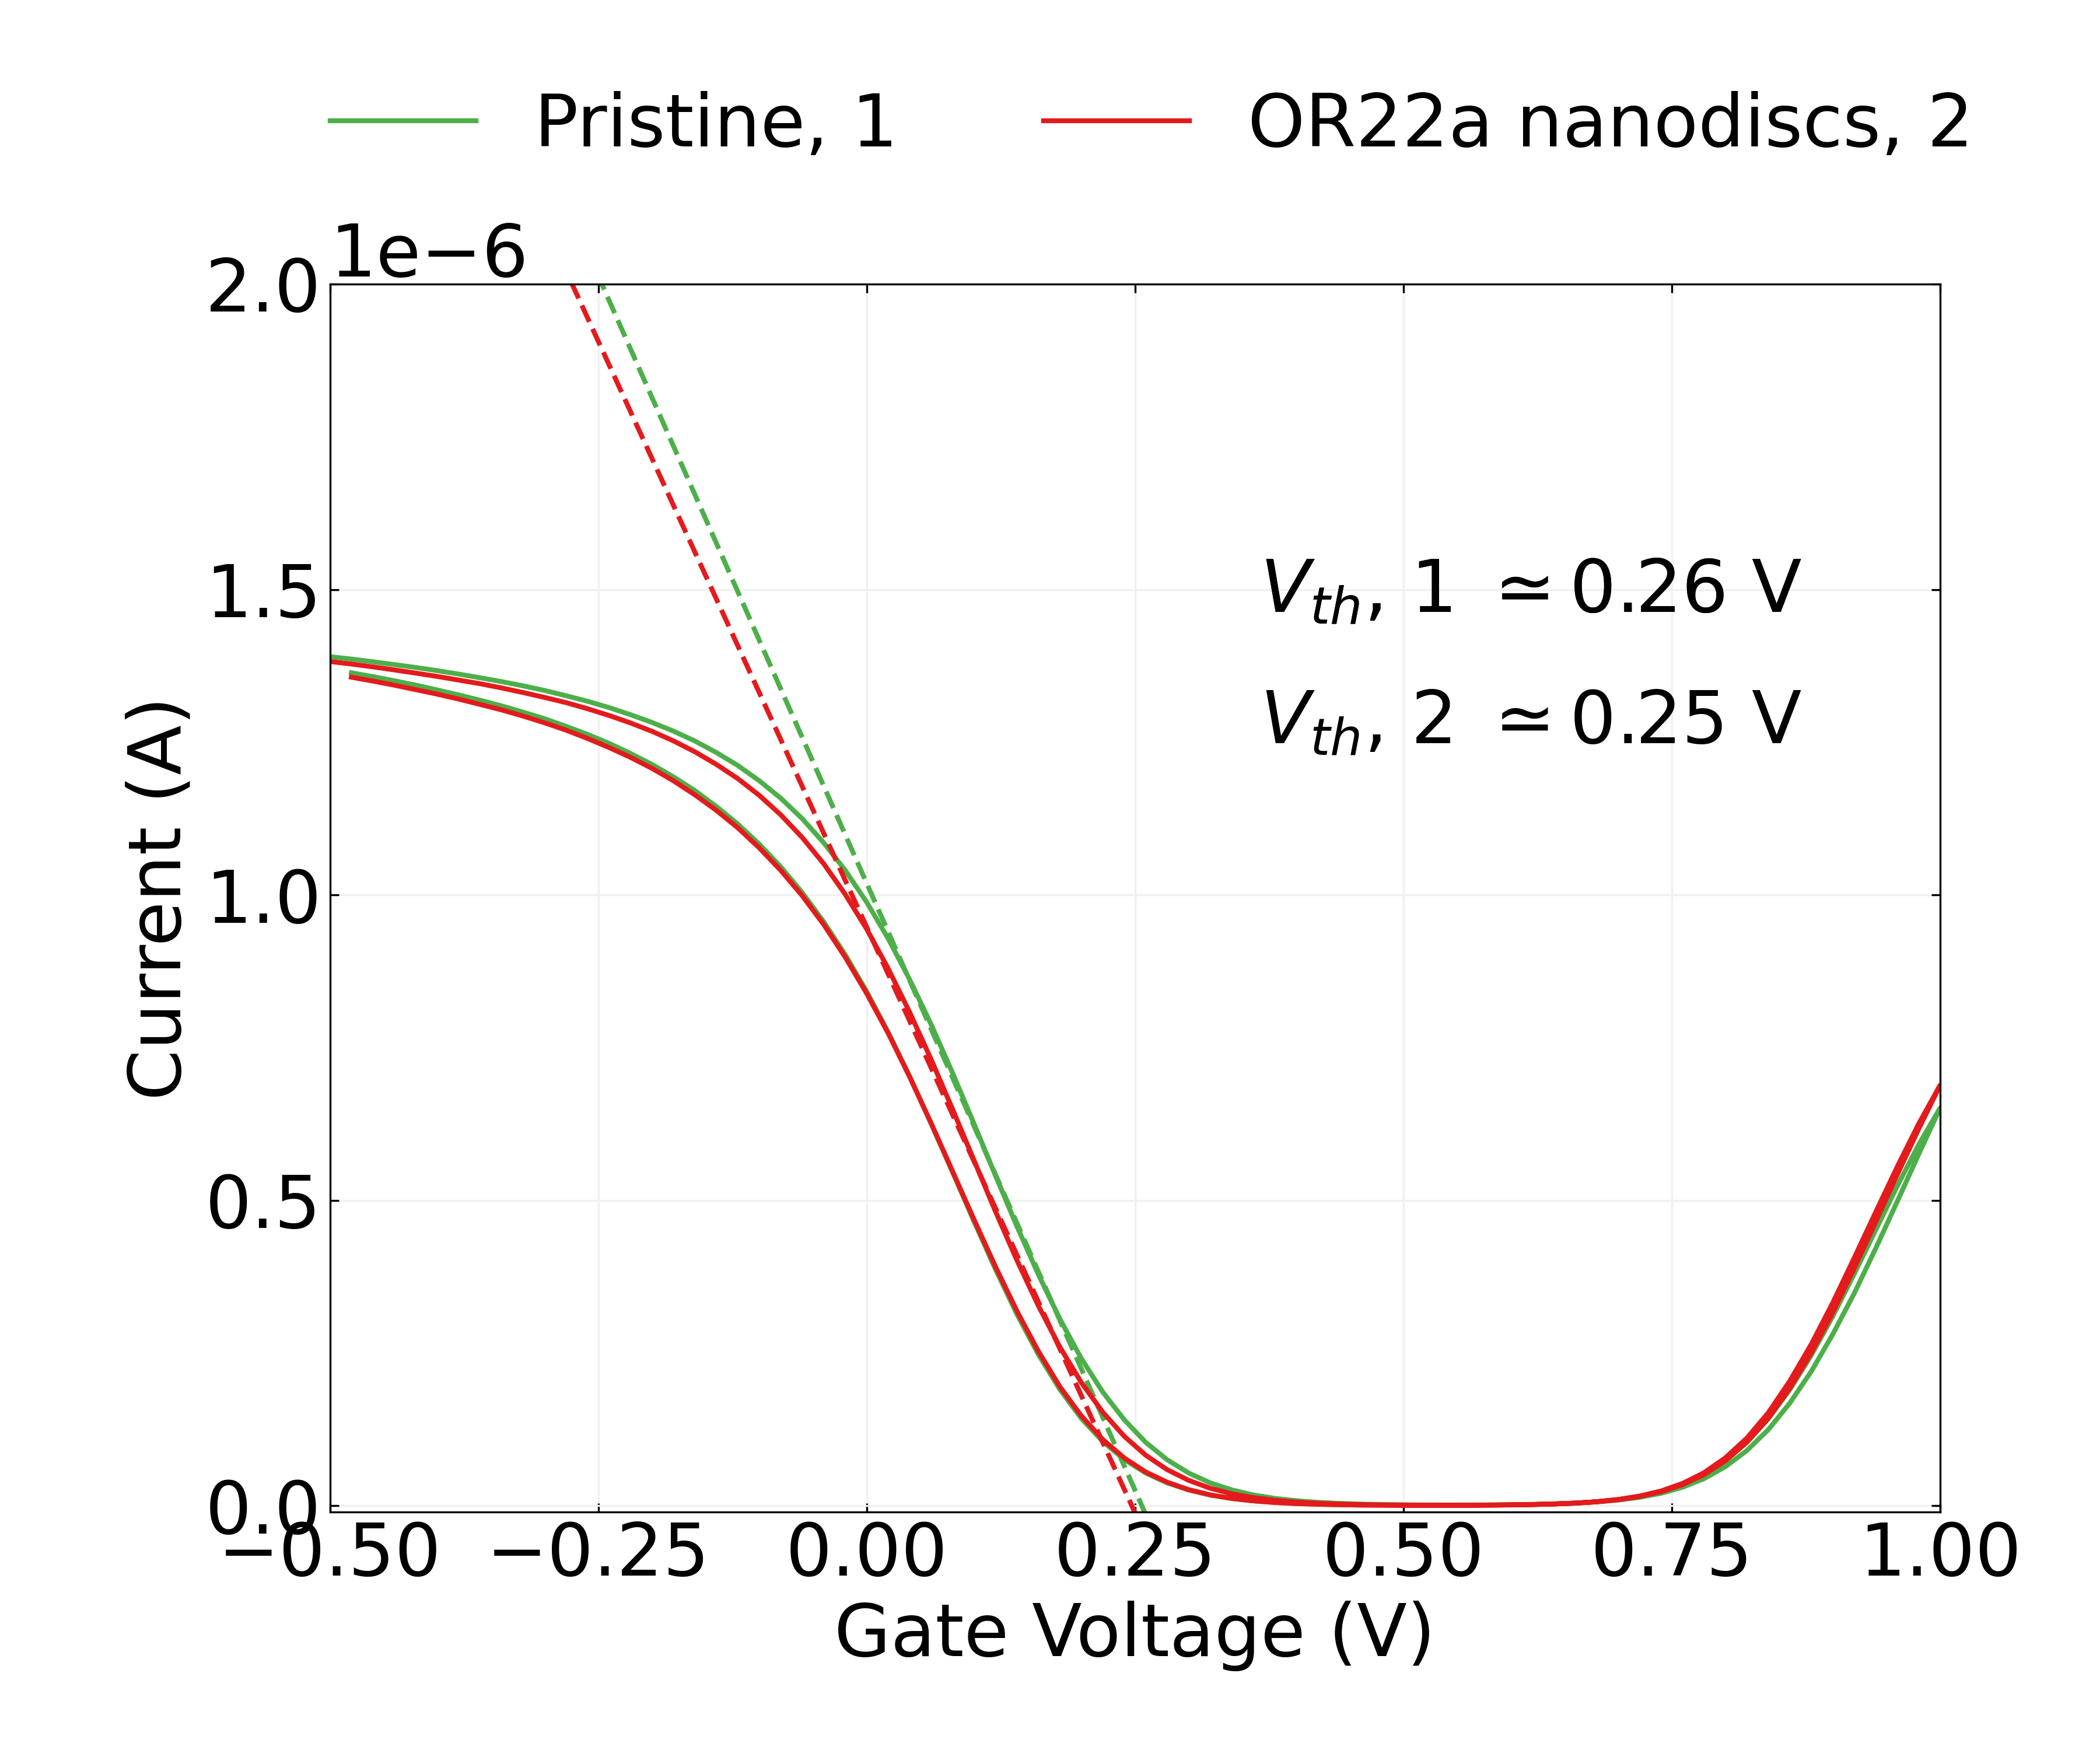 Pristine, 1
OR22a nanodiscs, 2
1e−6
2.0
1.5
1.0
0.5
0.0
Current (A)
V_th, 1 ≊ 0.26 V
V_th, 2 ≊ 0.25 V
−0.50 −0.25 0.00 0.25 0.50 0.75 1.00
Gate Voltage (V)